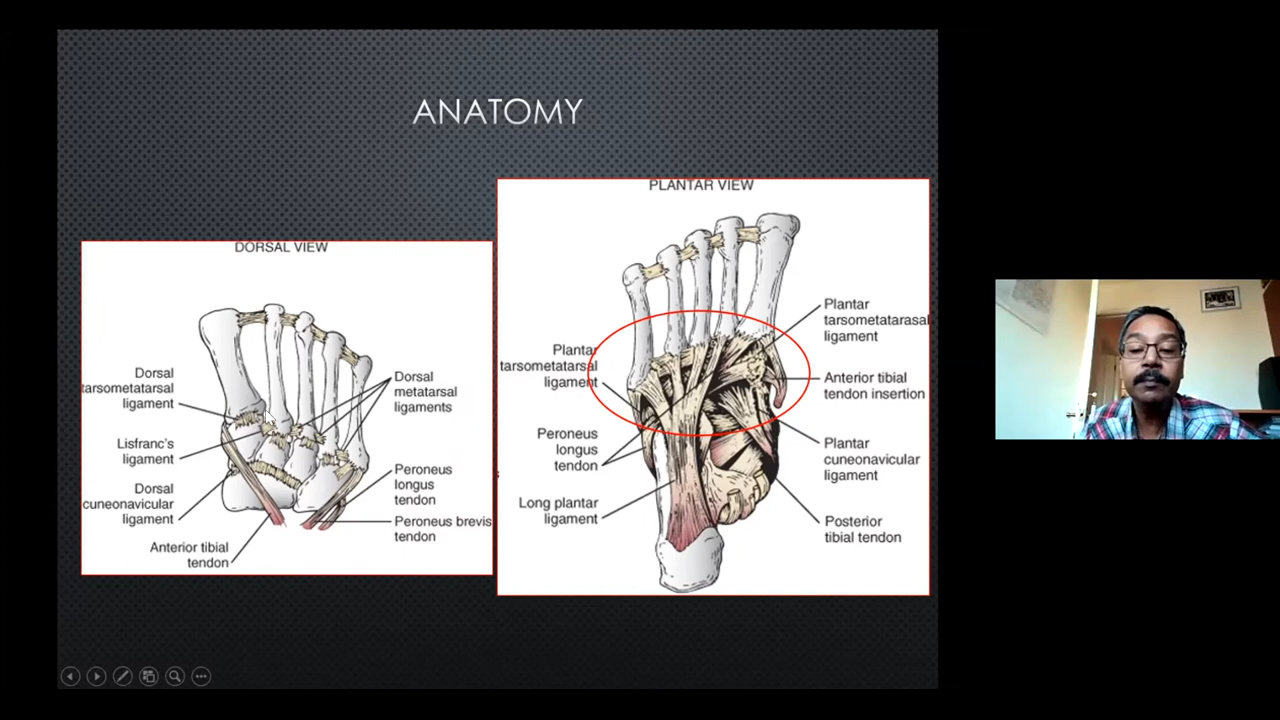 ANATOMY
DORSAL VIEW
Dorsal
tarsometatarsal
ligament
Lisfranc's
ligament
Dorsal
cuneonavicular
ligament
Anterior tibial
tendon
Dorsal
metatarsal
ligaments
Peroneus
longus
tendon
Peroneus brevis
tendon
PLANTAR VIEW
Plantar
tarsometatarsal
ligament
Peroneus
longus
tendon
Long plantar
ligament
Plantar
tarsometatarasal
ligament
Anterior tibial
tendon insertion
Plantar
cuneonavicular
ligament
Posterior
tibial tendon